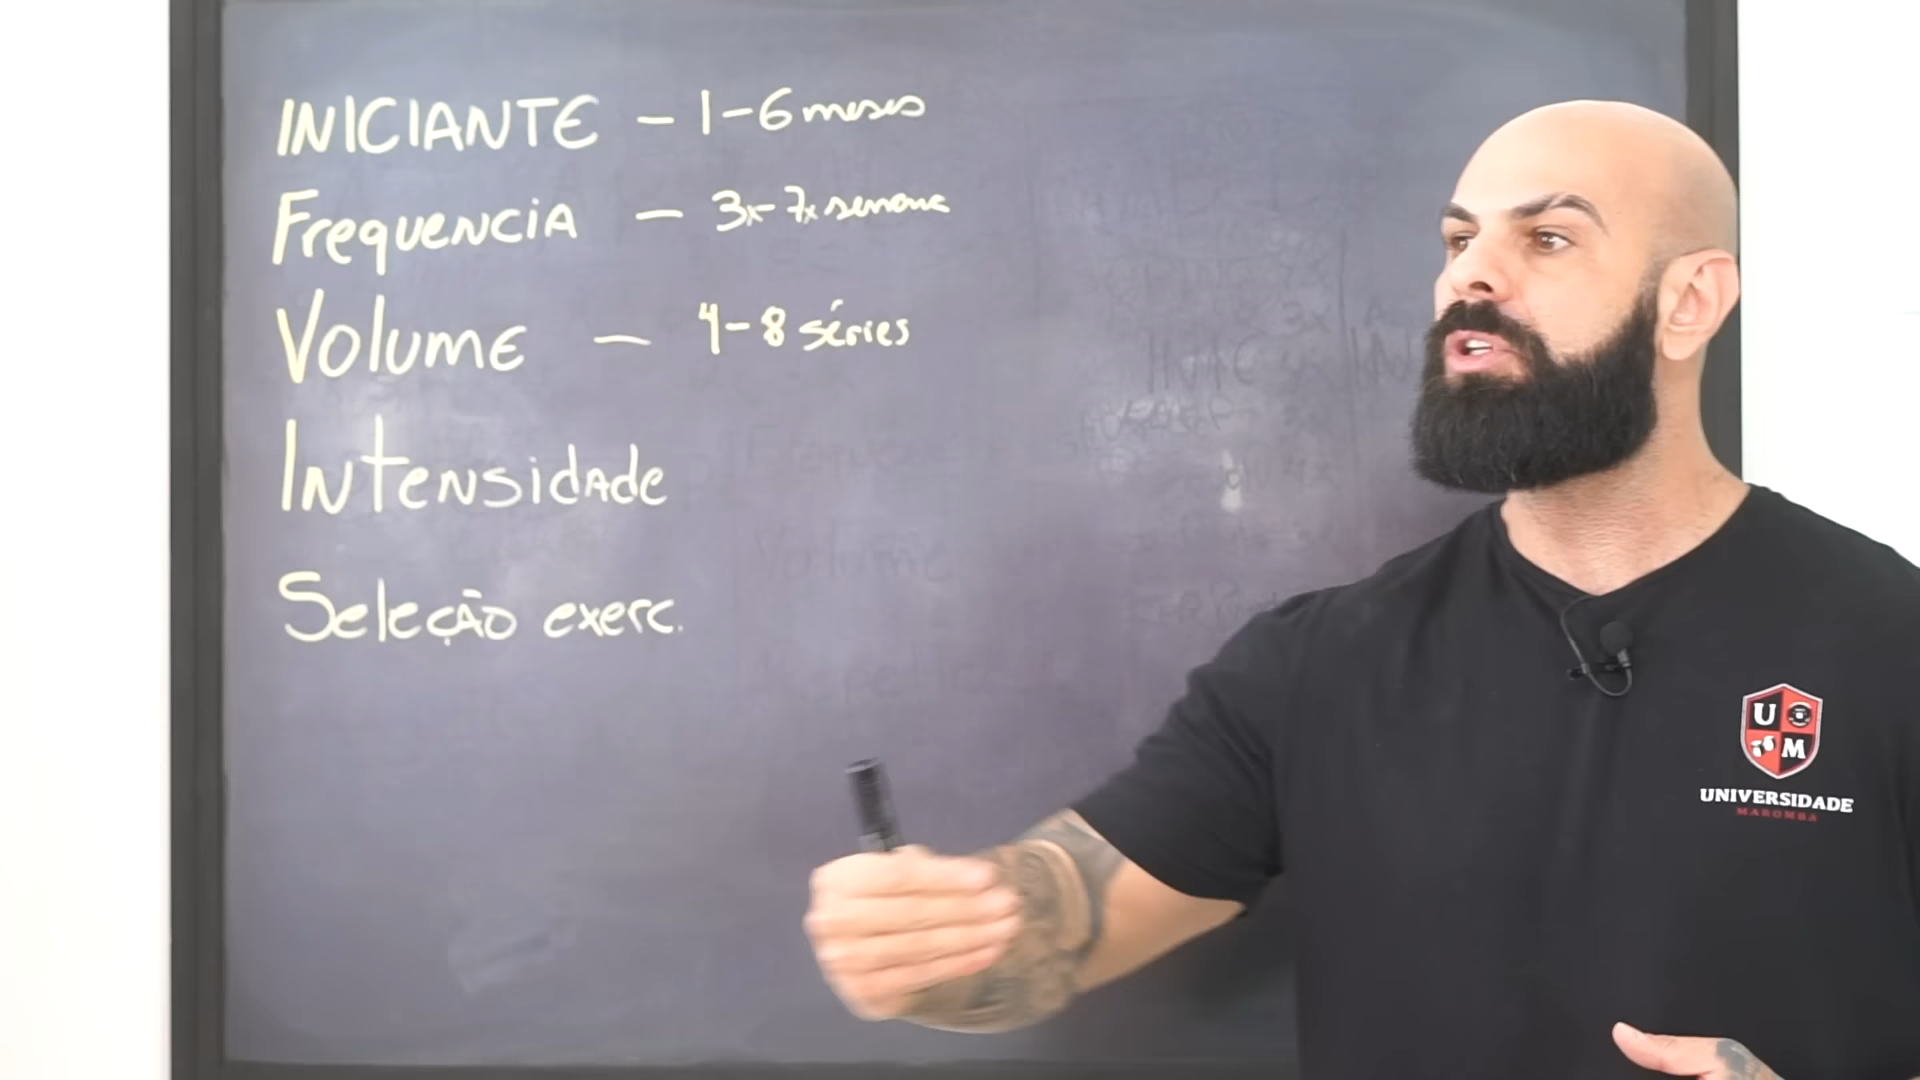 INICIANTE – 1-6 meses
Frequencia – 3x-7x semana
Volume – 4-8 séries
Intensidade
Seleção exerc.
U M
UNIVERSIDADE
MAROMBA